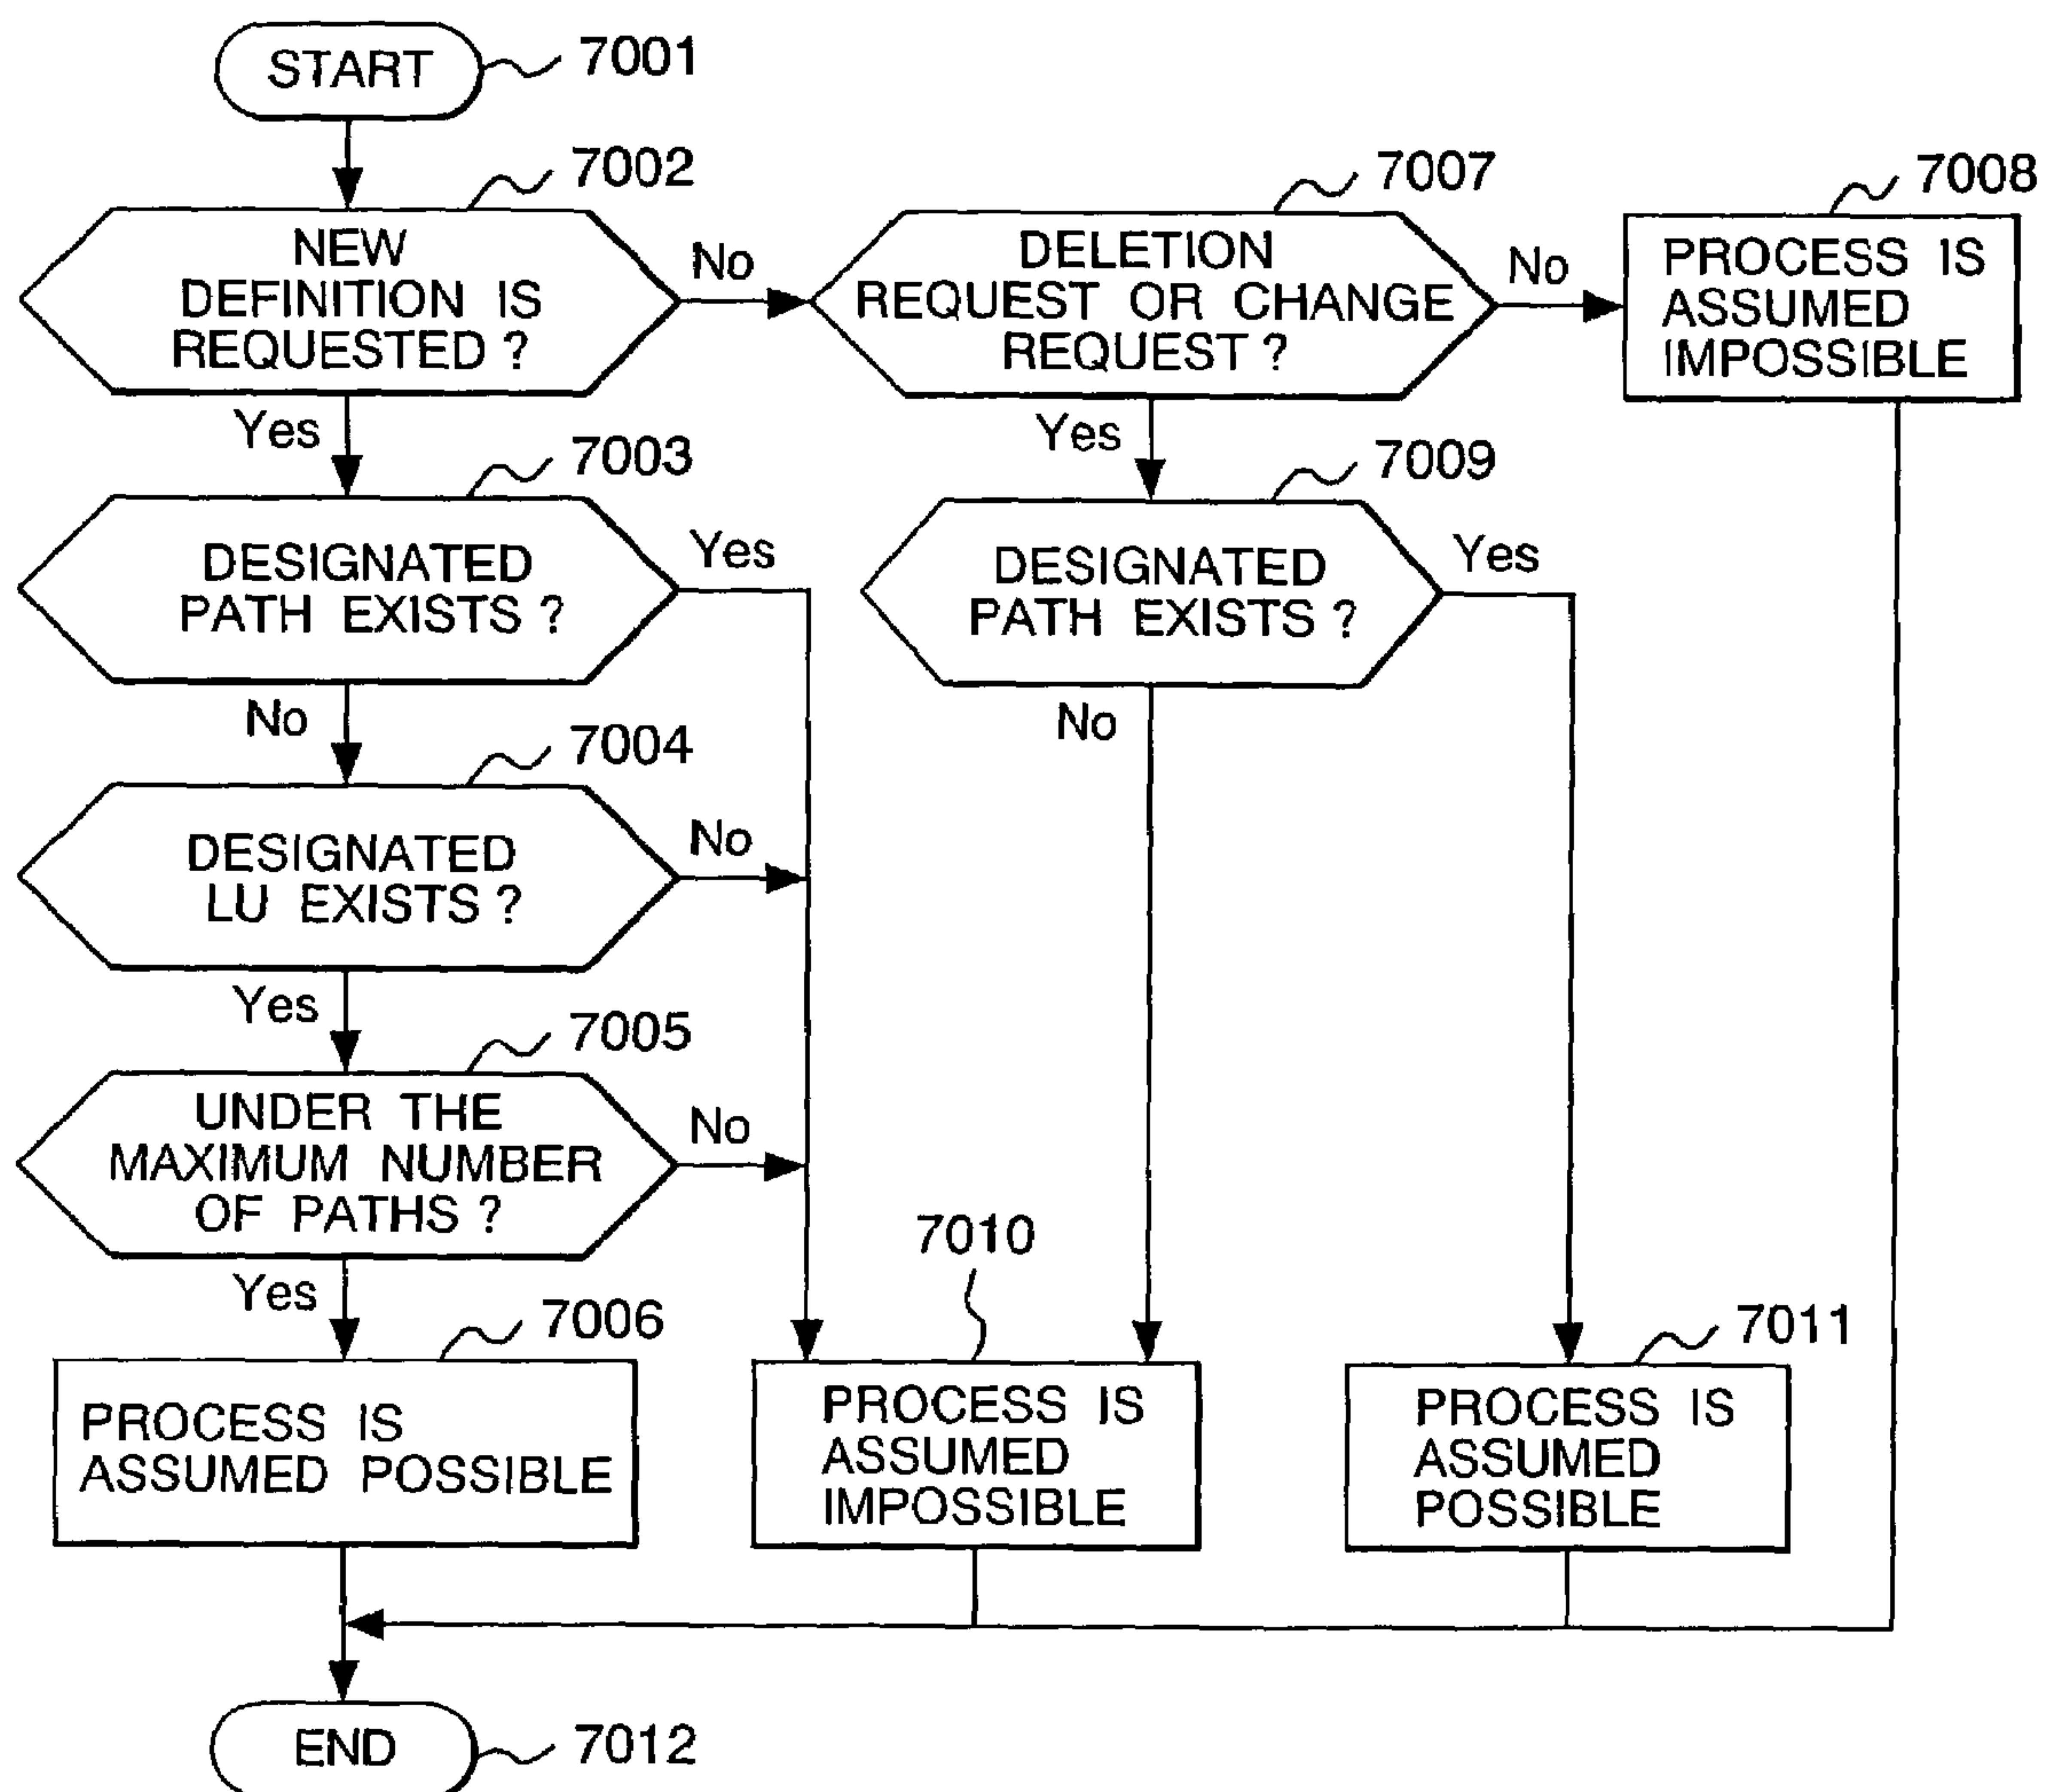 START
7001
7002
NEW
DEFINITION IS
REQUESTED ?
No
Yes
7007
DELETION
REQUEST OR CHANGE
REQUEST ?
No
Yes
7008
PROCESS IS
ASSUMED
IMPOSSIBLE
7003
DESIGNATED
PATH EXISTS ?
Yes
No
7009
DESIGNATED
PATH EXISTS ?
Yes
No
7004
DESIGNATED
LU EXISTS ?
No
Yes
7005
UNDER THE
MAXIMUM NUMBER
OF PATHS ?
No
Yes
7006
PROCESS IS
ASSUMED POSSIBLE
7010
PROCESS IS
ASSUMED
IMPOSSIBLE
7011
PROCESS IS
ASSUMED
POSSIBLE
END
7012